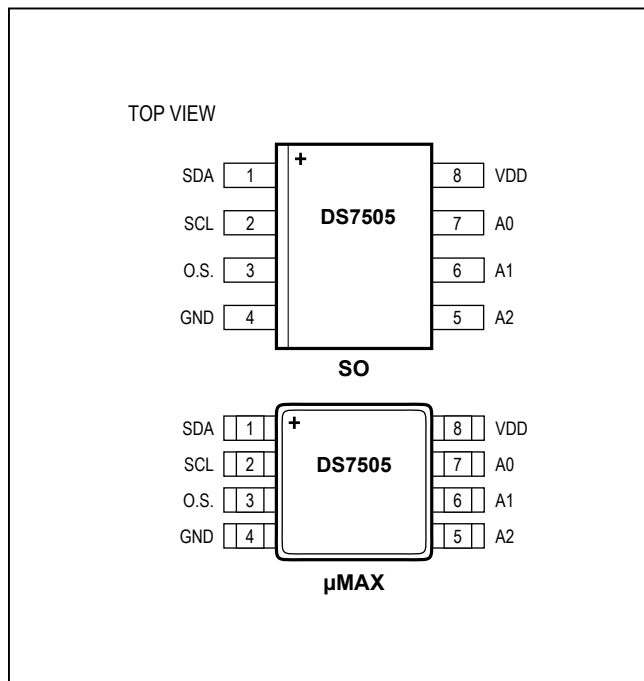 TOP VIEW
+
SDA 1 8 VDD
SCL 2 DS7505 7 A0
O.S. 3 6 A1
GND 4 5 A2
SO
+
SDA 1 8 VDD
SCL 2 DS7505 7 A0
O.S. 3 6 A1
GND 4 5 A2
µMAX